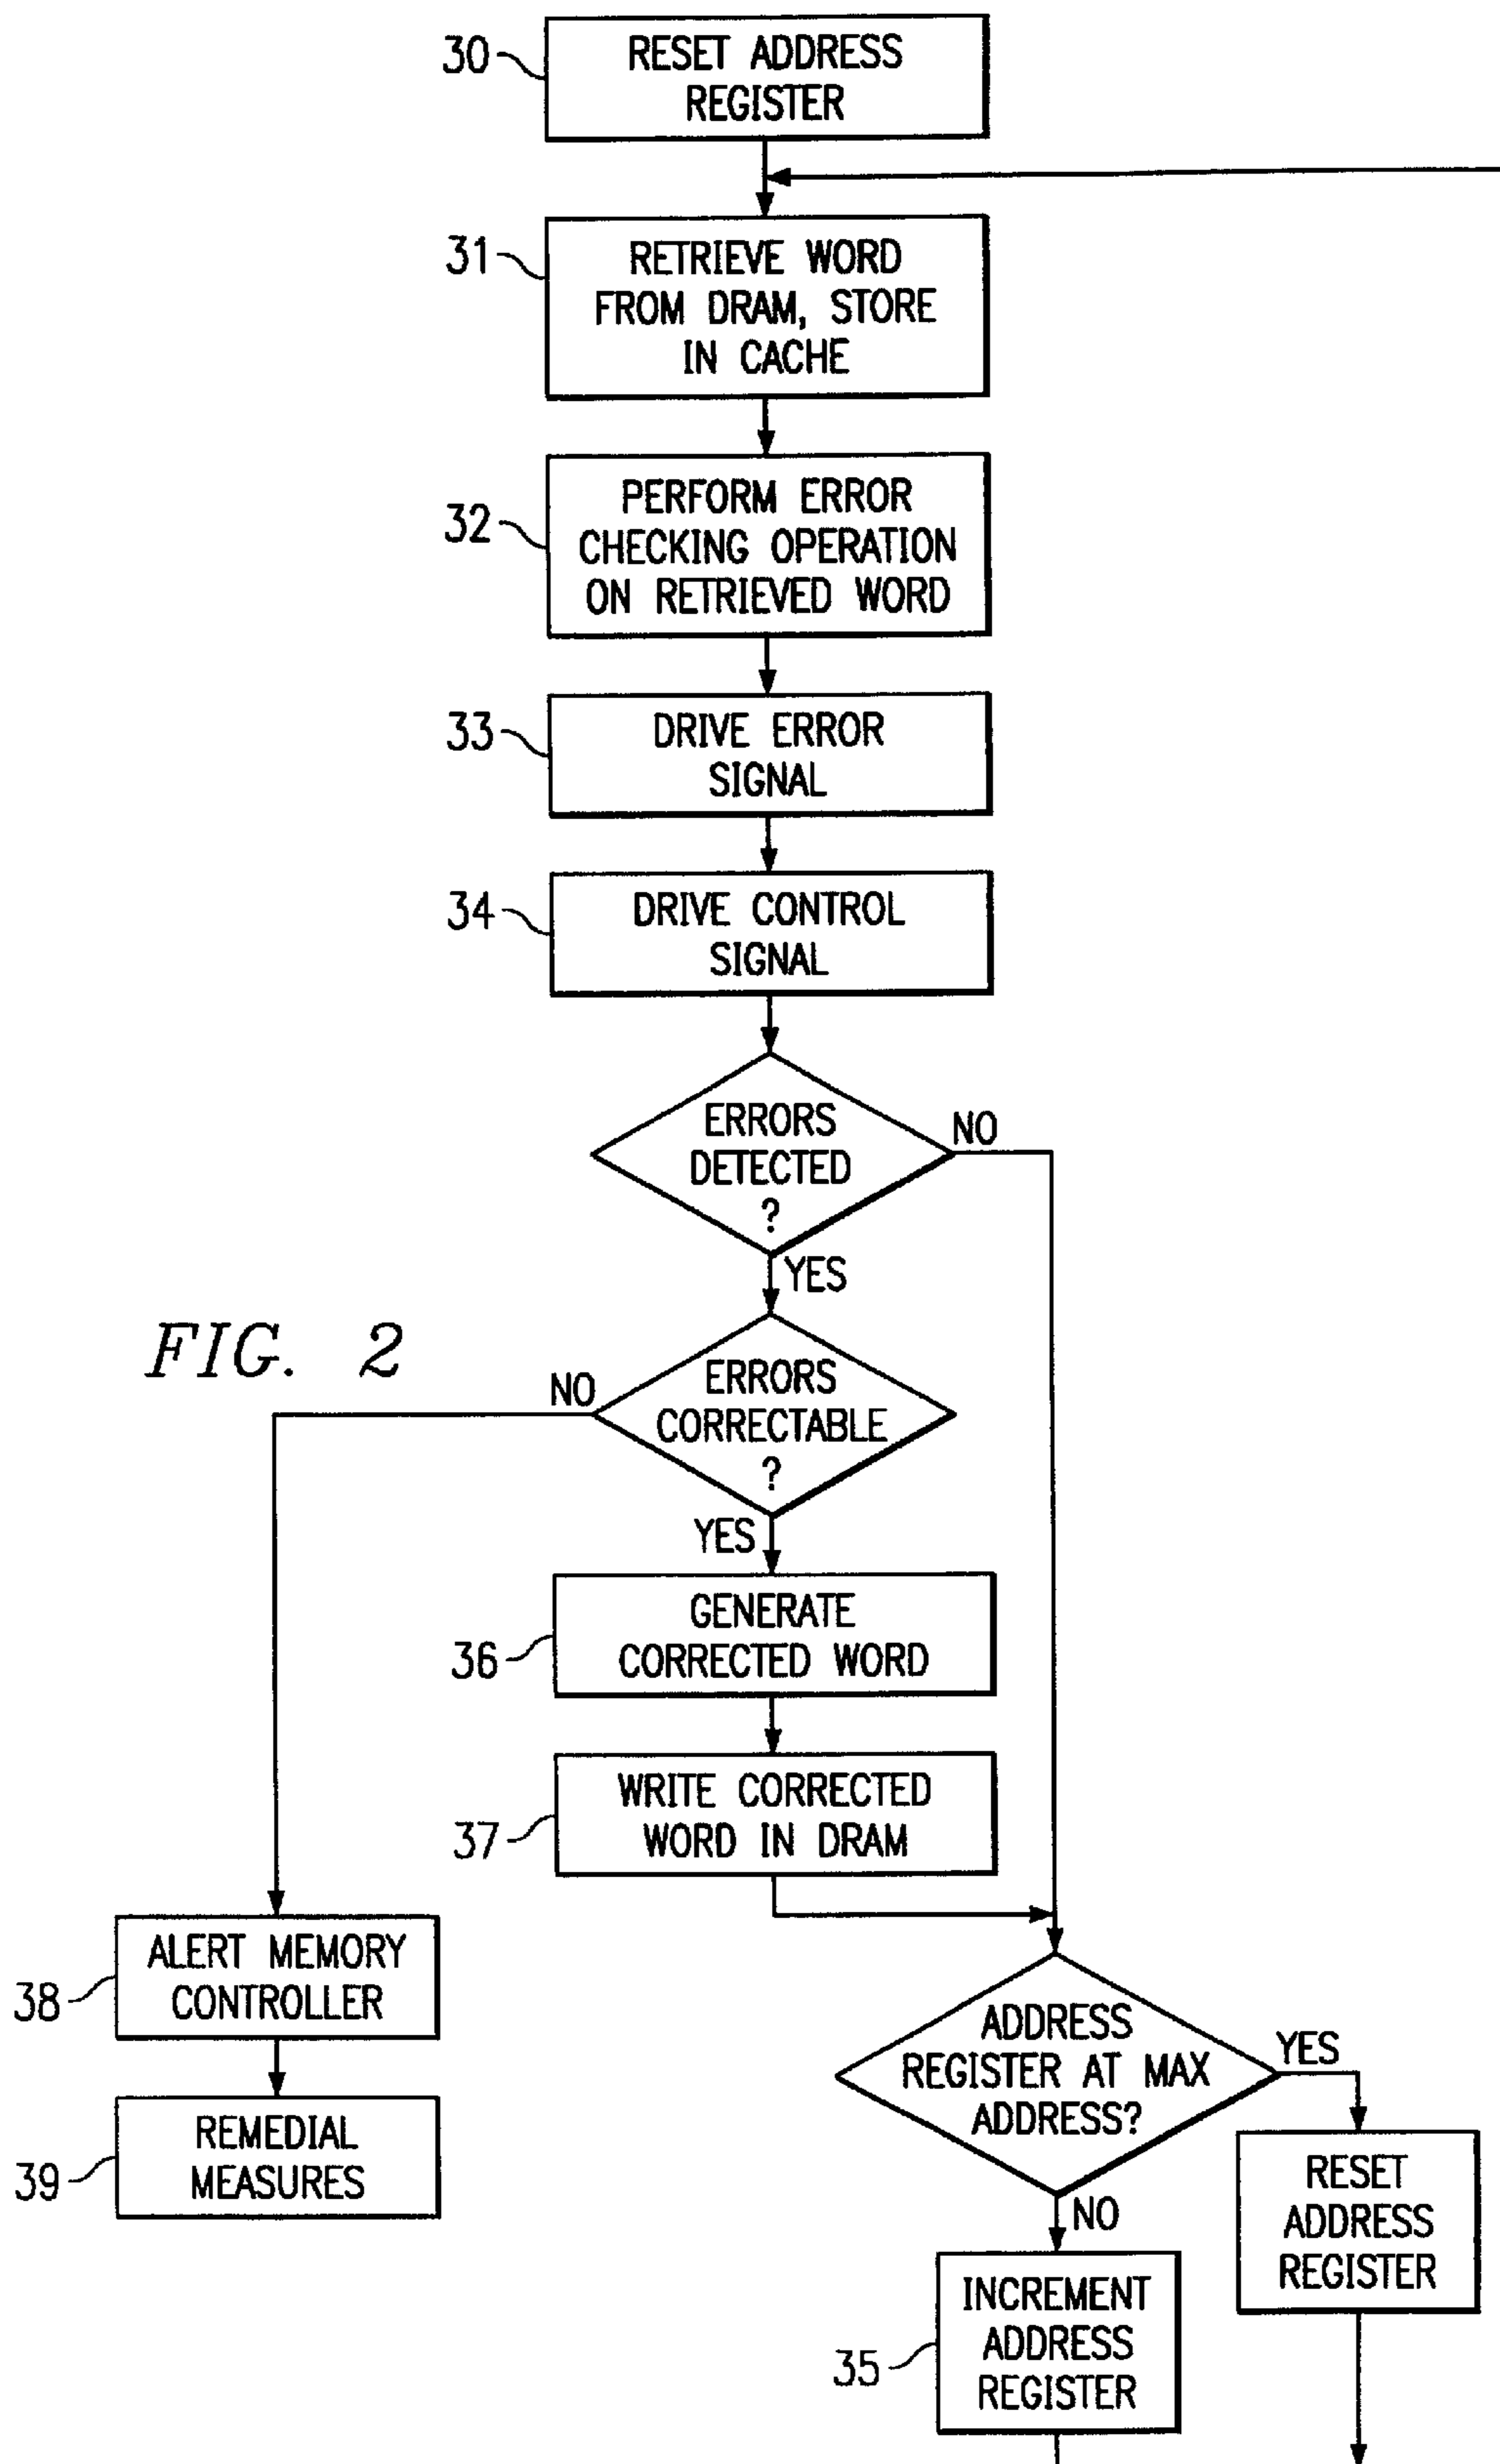 30
RESET ADDRESS
REGISTER
31
RETRIEVE WORD
FROM DRAM, STORE
IN CACHE
32
PERFORM ERROR
CHECKING OPERATION
ON RETRIEVED WORD
33
DRIVE ERROR
SIGNAL
34
DRIVE CONTROL
SIGNAL
ERRORS
DETECTED
?
NO
YES
FIG. 2
ERRORS
CORRECTABLE
?
NO
YES
36
GENERATE
CORRECTED WORD
37
WRITE CORRECTED
WORD IN DRAM
38
ALERT MEMORY
CONTROLLER
39
REMEDIAL
MEASURES
ADDRESS
REGISTER AT MAX
ADDRESS?
YES
NO
RESET
ADDRESS
REGISTER
35
INCREMENT
ADDRESS
REGISTER